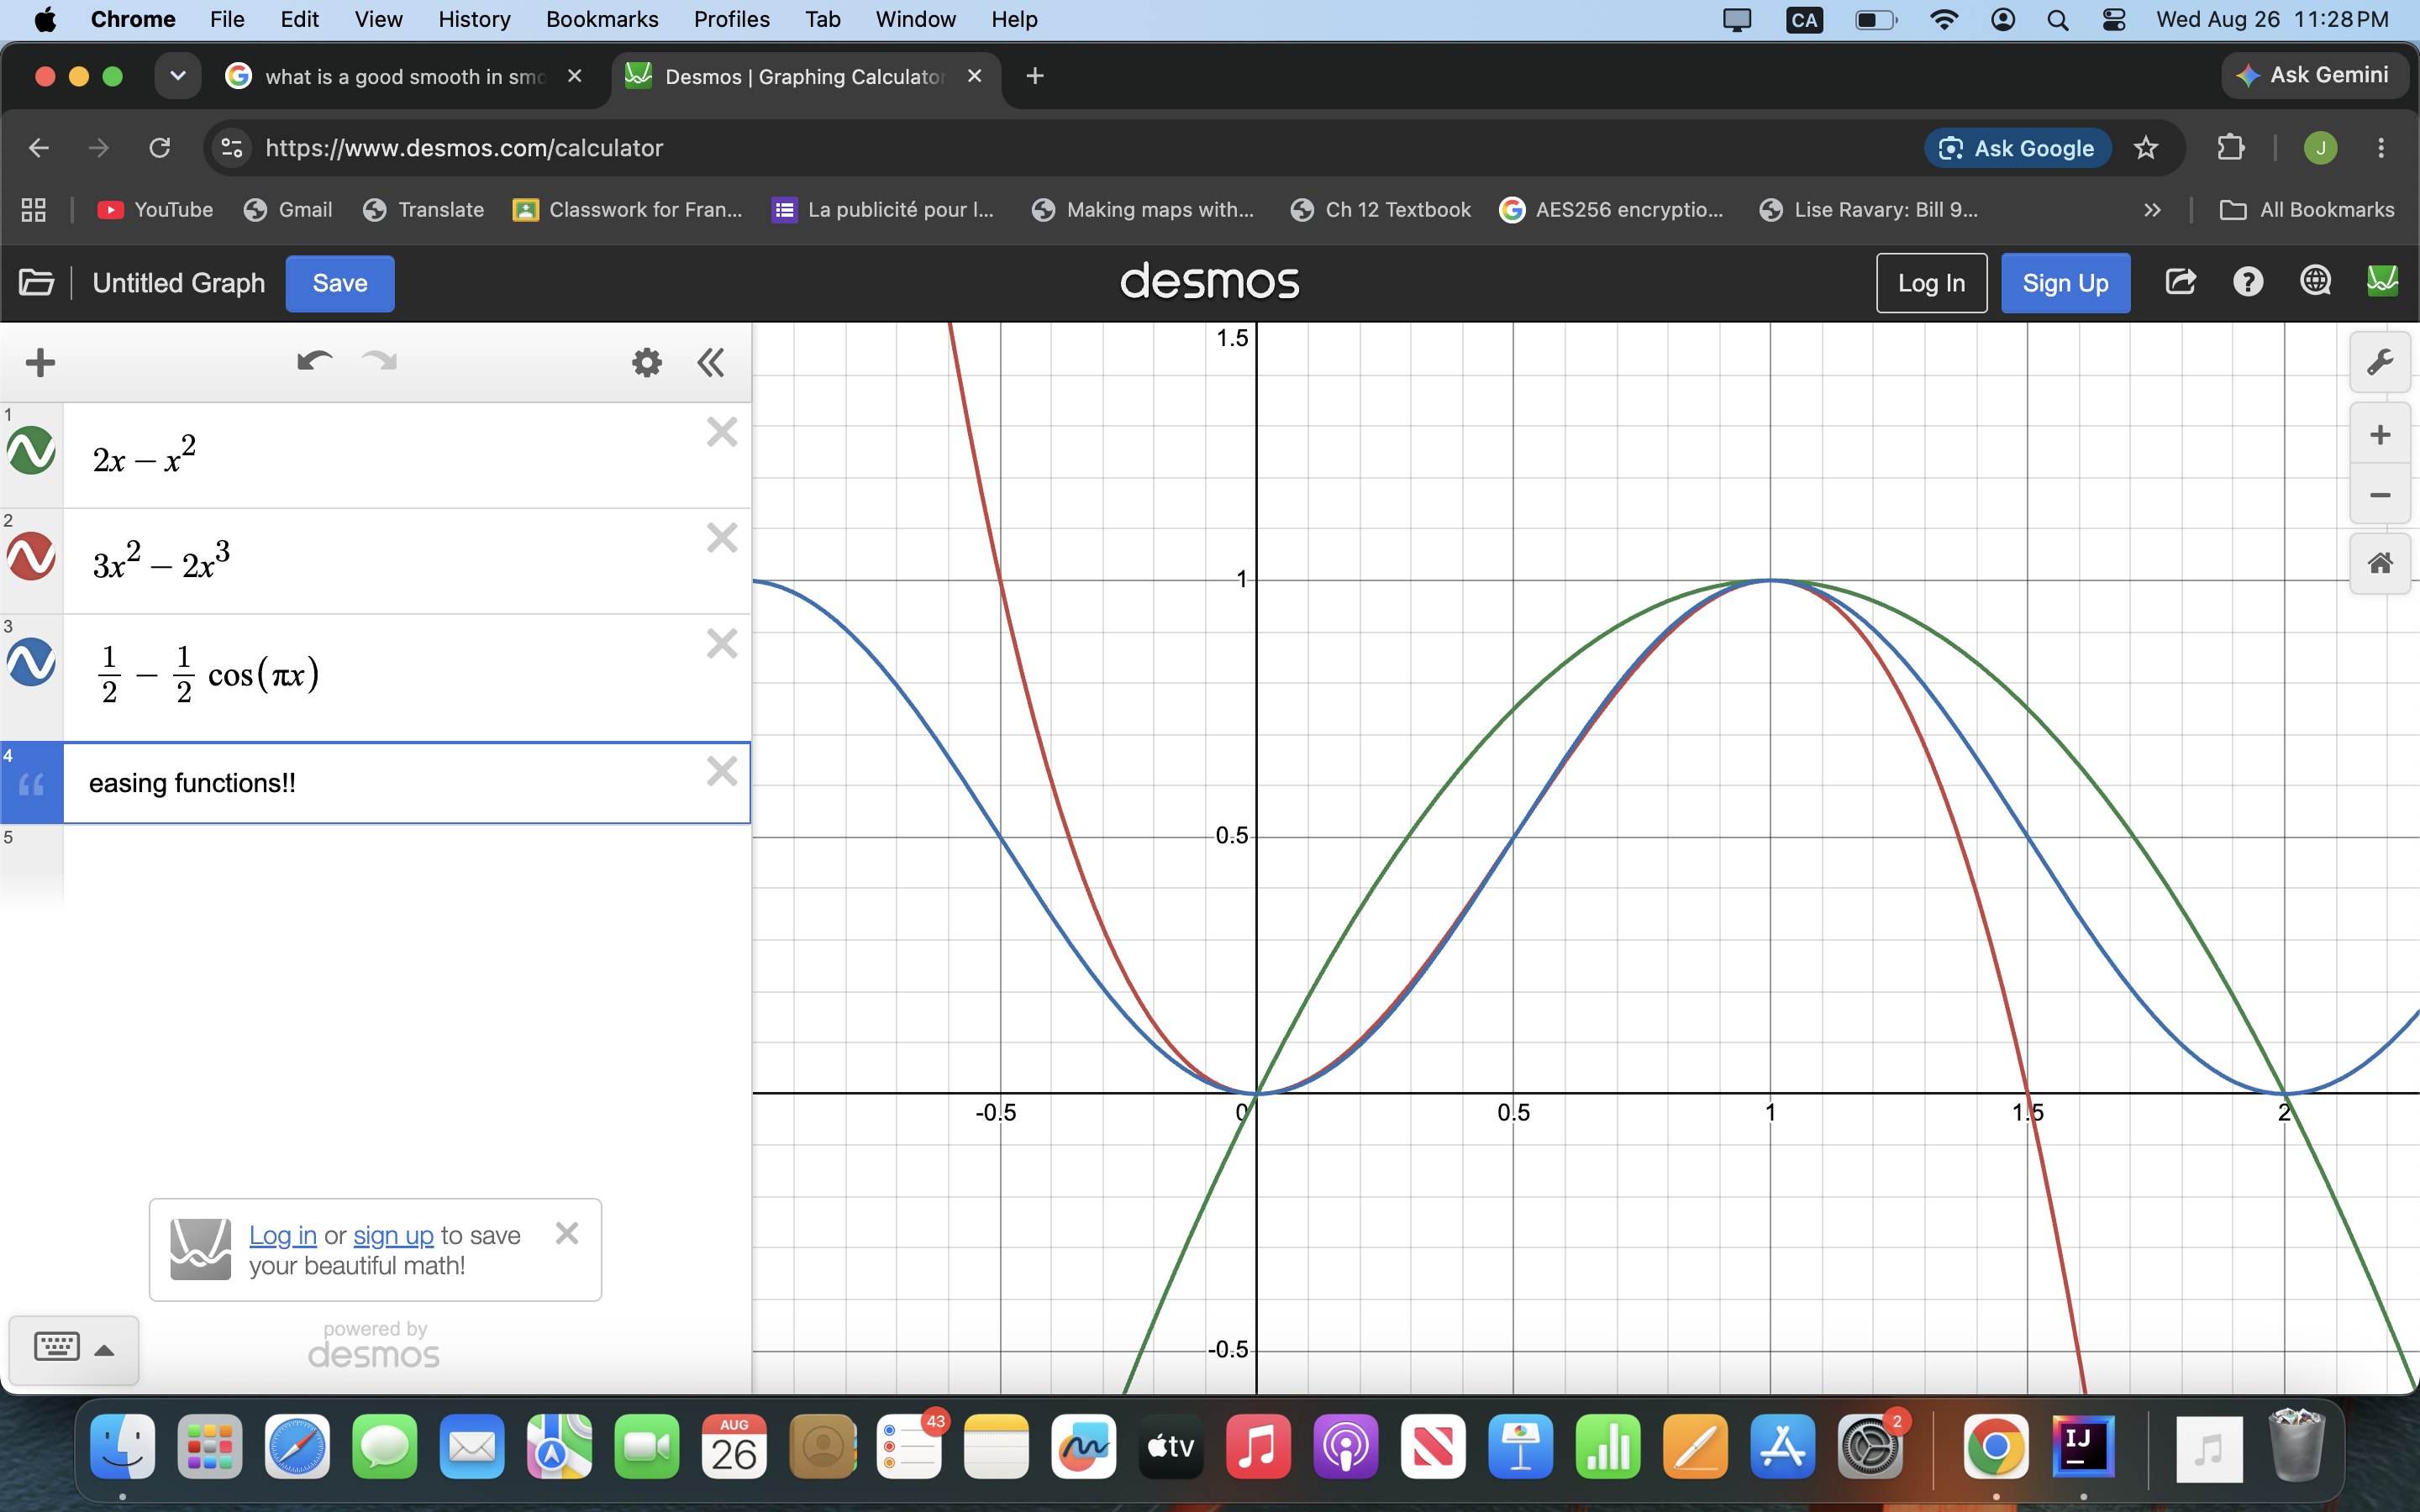 Chrome File Edit View History Bookmarks Profiles Tab Window Help CA Wed Aug 26 11:28 PM
what is a good smooth in smo Desmos | Graphing Calculator Ask Gemini
https://www.desmos.com/calculator Ask Google J
YouTube Gmail Translate Classwork for Fran... La publicité pour l... Making maps with... Ch 12 Textbook AES256 encryptio... Lise Ravary: Bill 9... All Bookmarks
Untitled Graph Save desmos Log In Sign Up
1
2x − x²
2
3x² − 2x³
3
1/2 − 1/2 cos(πx)
4
easing functions!!
5
Log in or sign up to save
your beautiful math!
powered by
desmos
1.5
1
0.5
-0.5 0 0.5 1 1.5 2
-0.5
AUG
26
43
tv
2
IJ